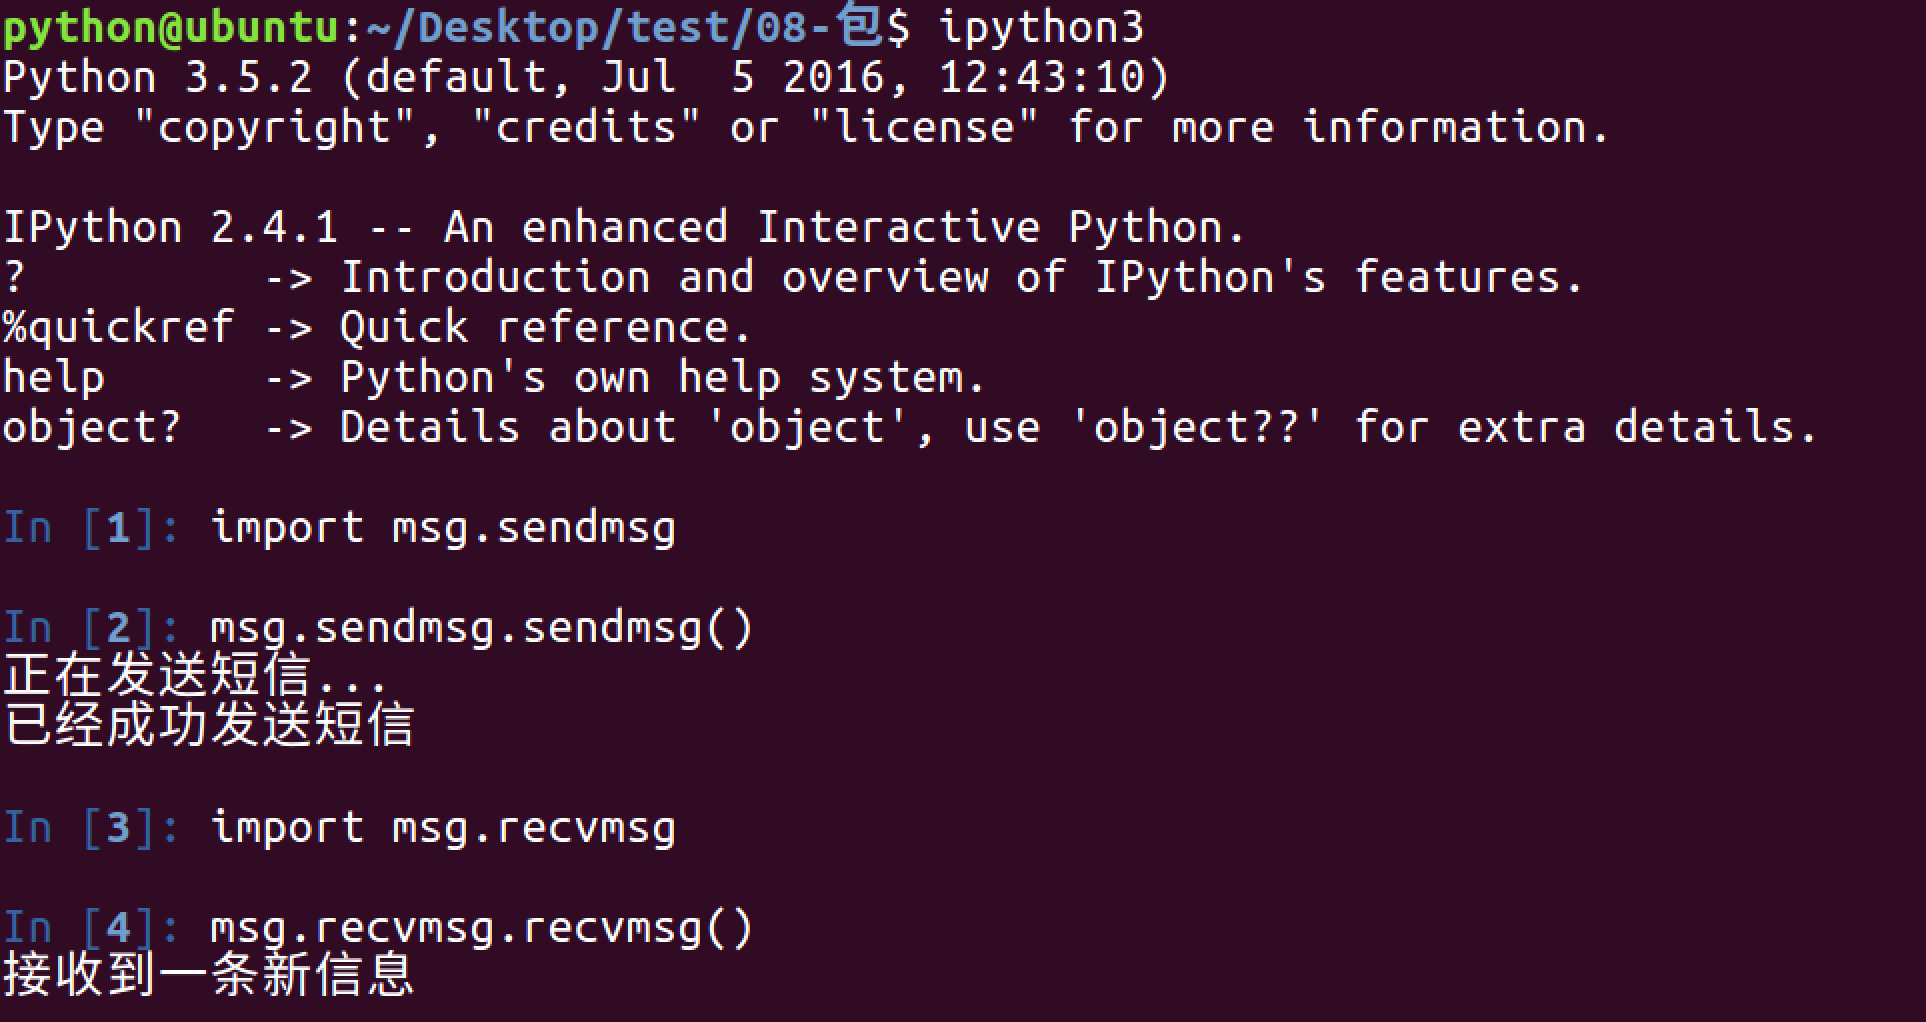 python@ubuntu:~/Desktop/test/08-包$ ipython3
Python 3.5.2 (default, Jul  5 2016, 12:43:10)
Type "copyright", "credits" or "license" for more information.
IPython 2.4.1 -- An enhanced Interactive Python.
?         -> Introduction and overview of IPython's features.
%quickref -> Quick reference.
help      -> Python's own help system.
object?   -> Details about 'object', use 'object??' for extra details.
In [1]: import msg.sendmsg
In [2]: msg.sendmsg.sendmsg()
正在发送短信...
已经成功发送短信
In [3]: import msg.recvmsg
In [4]: msg.recvmsg.recvmsg()
接收到一条新信息